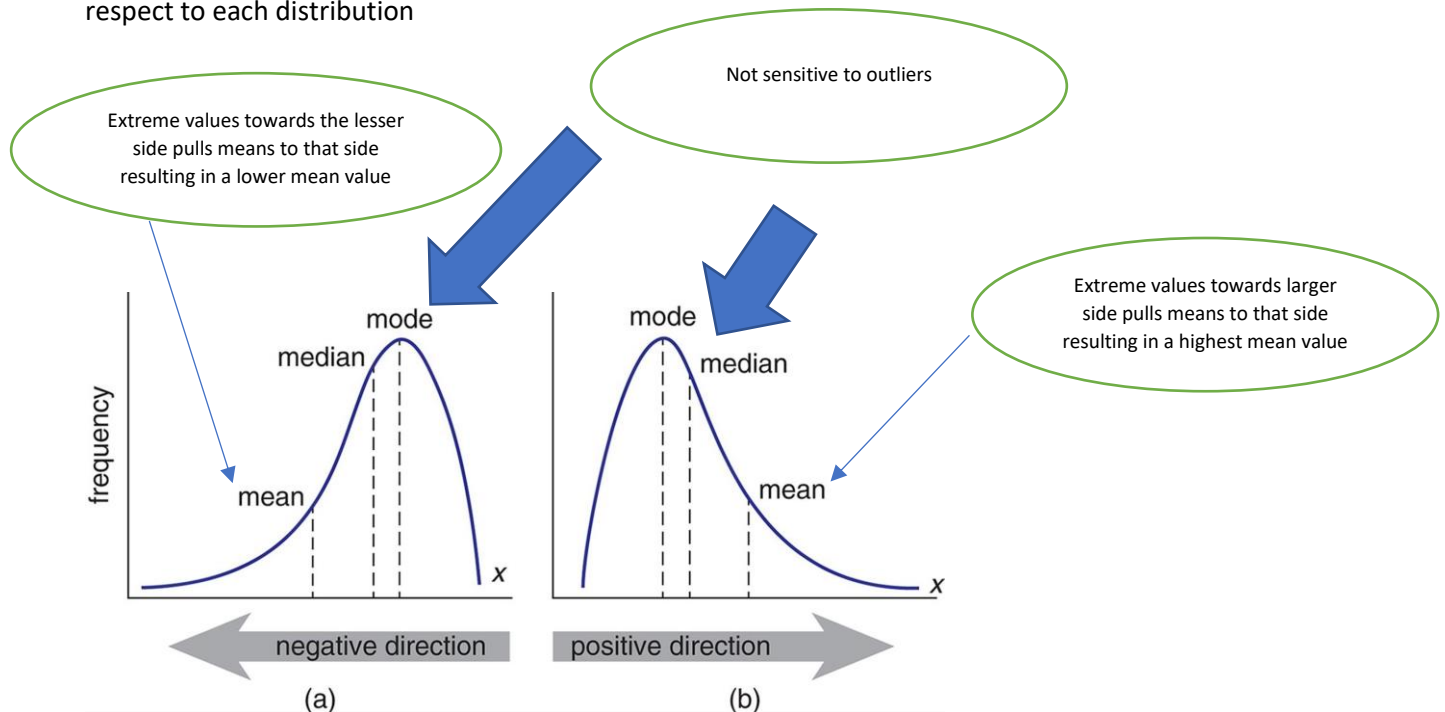 respect to each distribution
Not sensitive to outliers
Extreme values towards the lesser
side pulls means to that side
resulting in a lower mean value
Extreme values towards larger
side pulls means to that side
resulting in a highest mean value
mode
median
mean
frequency
x
negative direction
(a)
mode
median
mean
x
positive direction
(b)